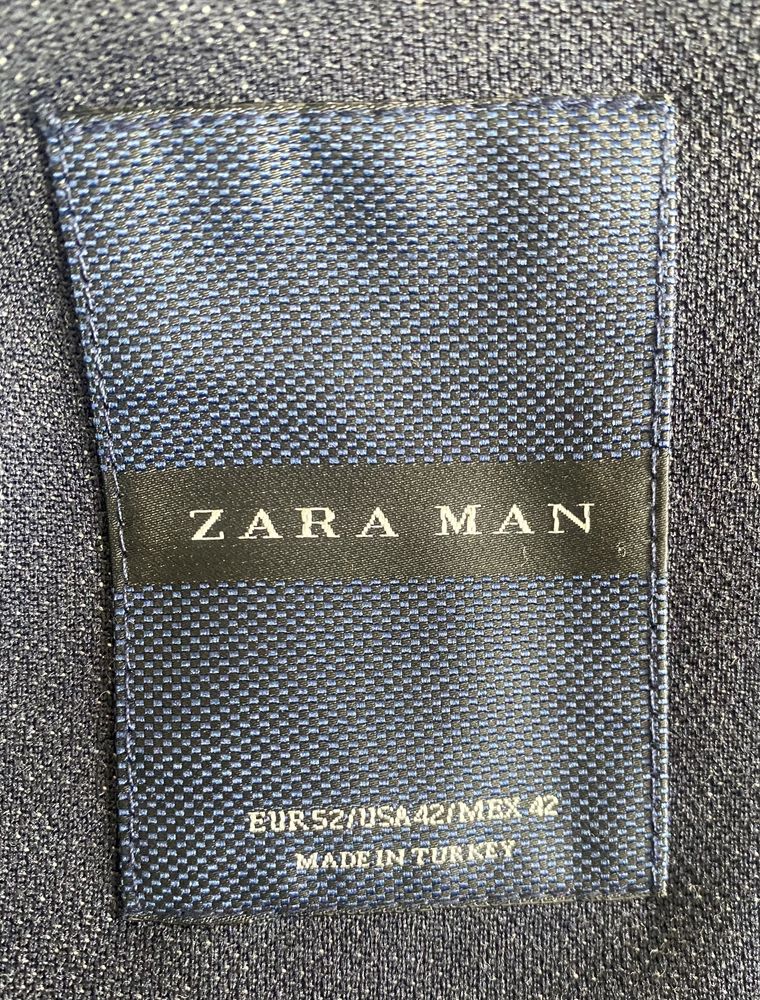 ZARA MAN
EUR 52/USA 42/MEX 42
MADE IN TURKEY